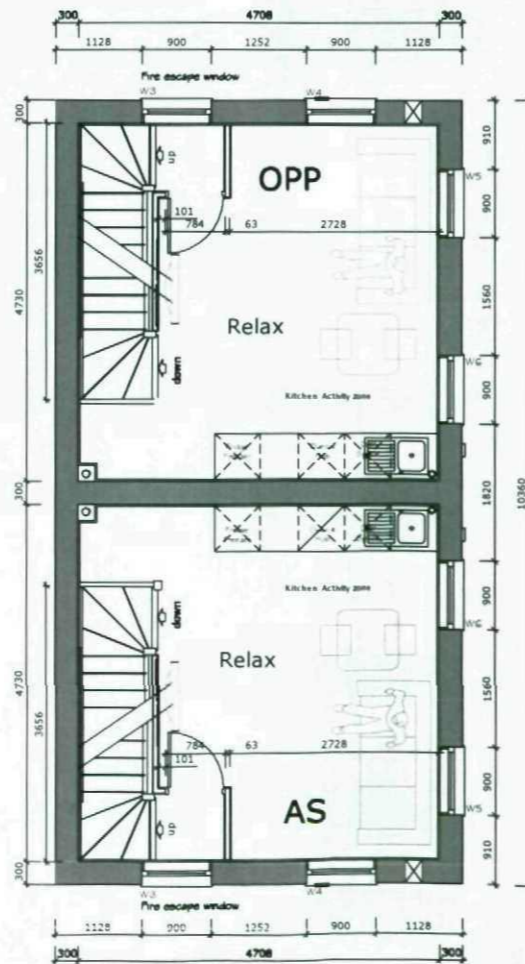 300 4708 300
1128 900 1252 900 1128
Fire escape window
W3 W4
300
910
up
OPP
W5
900
101
784 63 2728
3656
4730
1560
Relax
down
W6
900
Kitchen Activity zone
300
1820
10360
Kitchen Activity zone
900
down
W6
Relax
4730
3656
1560
784 63 2728
101
900
AS
up
W5
910
300
W3 W4
Fire escape window
1128 900 1252 900 1128
300 4708 300